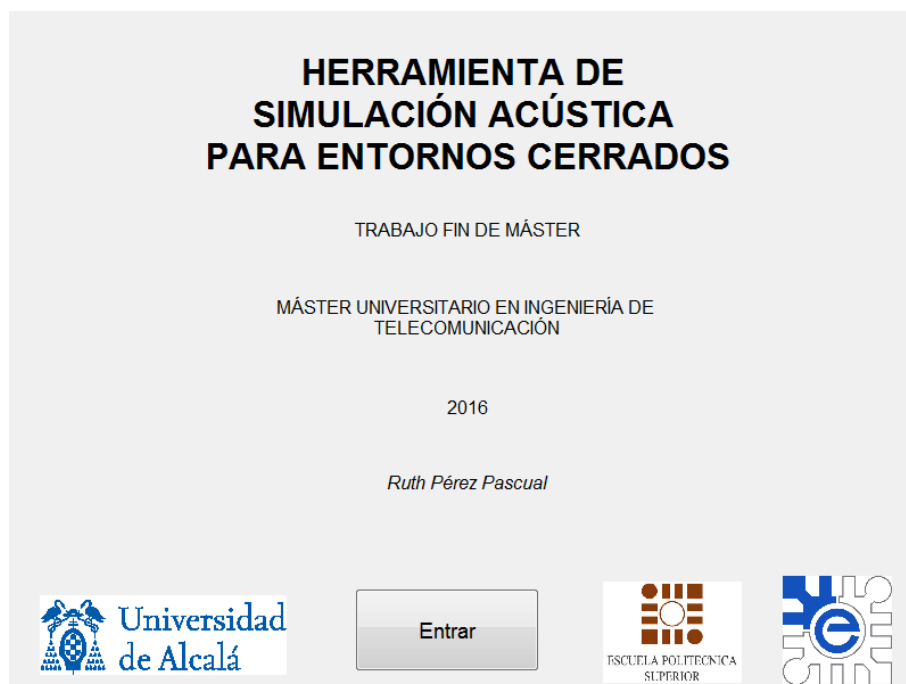 HERRAMIENTA DE
SIMULACIÓN ACÚSTICA
PARA ENTORNOS CERRADOS
TRABAJO FIN DE MÁSTER
MÁSTER UNIVERSITARIO EN INGENIERÍA DE
TELECOMUNICACIÓN
2016
Ruth Pérez Pascual
Universidad
de Alcalá
Entrar
ESCUELA POLITECNICA
SUPERIOR
e